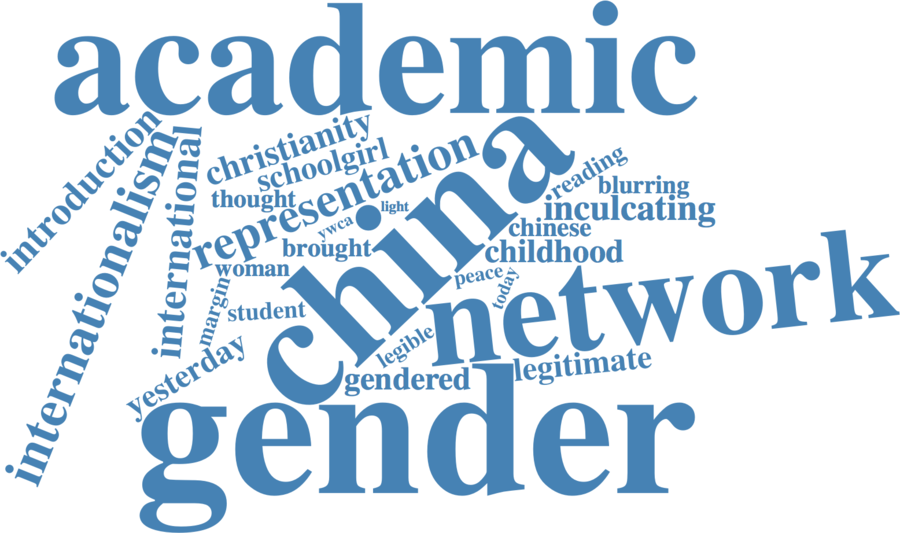 academic
introduction
internationalism
international
christianity
schoolgirl
thought
representation
china
reading
blurring
inculcating
light
ywca
chinese
brought
childhood
woman
peace
today
margin
student
network
legible
yesterday
gendered
legitimate
gender